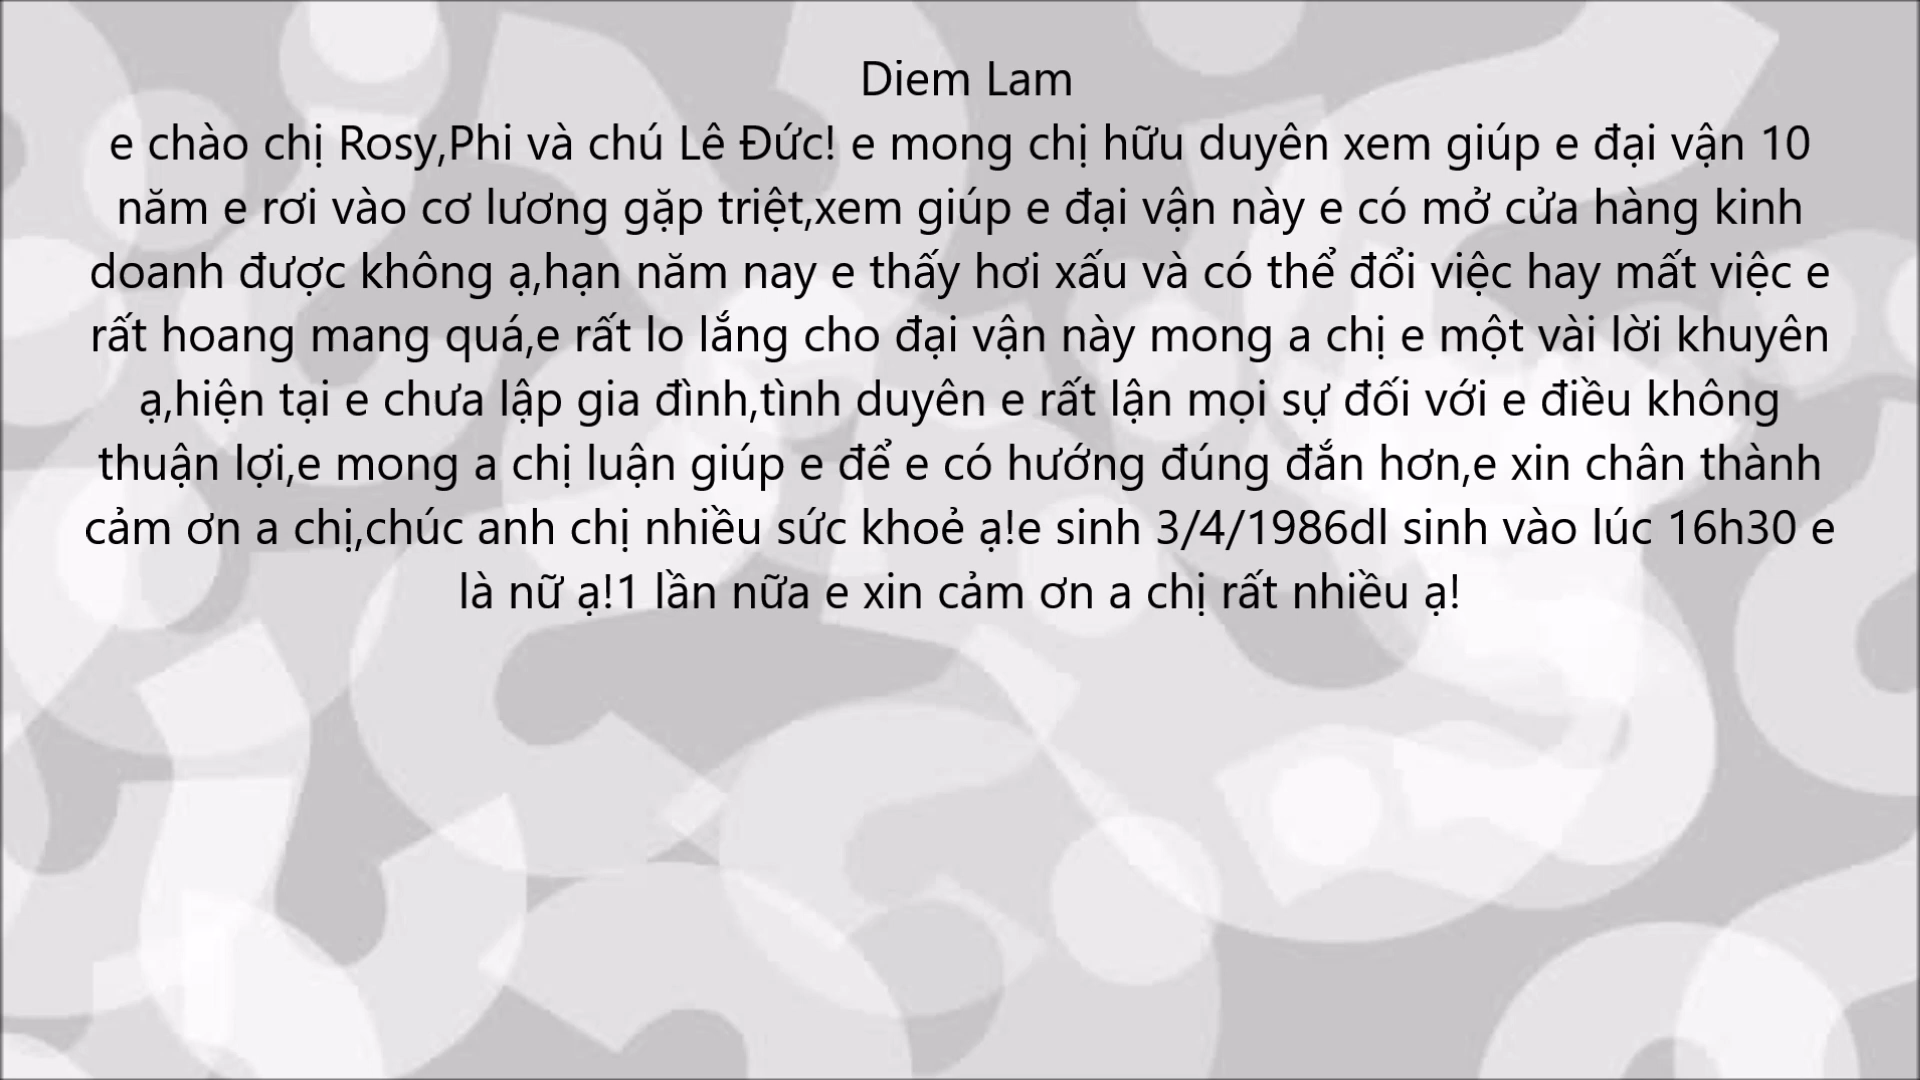 Diem Lam
e chào chị Rosy,Phi và chú Lê Đức! e mong chị hữu duyên xem giúp e đại vận 10
năm e rơi vào cơ lương gặp triệt,xem giúp e đại vận này e có mở cửa hàng kinh
doanh được không ạ,hạn năm nay e thấy hơi xấu và có thể đổi việc hay mất việc e
rất hoang mang quá,e rất lo lắng cho đại vận này mong a chị e một vài lời khuyên
ạ,hiện tại e chưa lập gia đình,tình duyên e rất lận mọi sự đối với e điều không
thuận lợi,e mong a chị luận giúp e để e có hướng đúng đắn hơn,e xin chân thành
cảm ơn a chị,chúc anh chị nhiều sức khoẻ ạ!e sinh 3/4/1986dl sinh vào lúc 16h30 e
là nữ ạ!1 lần nữa e xin cảm ơn a chị rất nhiều ạ!